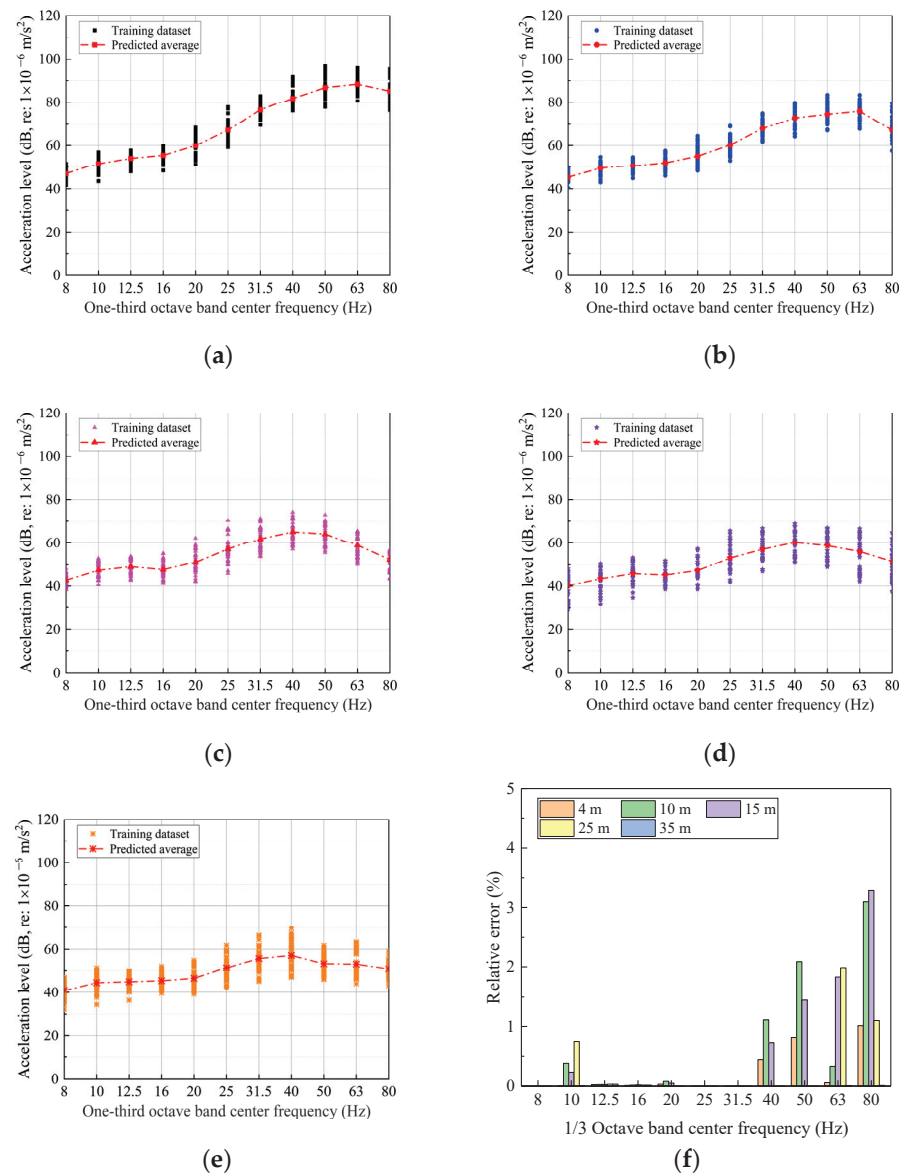 Training dataset
Predicted average
Acceleration level (dB, re: 1×10⁻⁶ m/s²)
120
100
80
60
40
20
0
8 10 12.5 16 20 25 31.5 40 50 63 80
One-third octave band center frequency (Hz)
(a)
Training dataset
Predicted average
Acceleration level (dB, re: 1×10⁻⁶ m/s²)
120
100
80
60
40
20
0
8 10 12.5 16 20 25 31.5 40 50 63 80
One-third octave band center frequency (Hz)
(b)
Training dataset
Predicted average
Acceleration level (dB, re: 1×10⁻⁶ m/s²)
120
100
80
60
40
20
0
8 10 12.5 16 20 25 31.5 40 50 63 80
One-third octave band center frequency (Hz)
(c)
Training dataset
Predicted average
Acceleration level (dB, re: 1×10⁻⁶ m/s²)
120
100
80
60
40
20
0
8 10 12.5 16 20 25 31.5 40 50 63 80
One-third octave band center frequency (Hz)
(d)
Training dataset
Predicted average
Acceleration level (dB, re: 1×10⁻⁶ m/s²)
120
100
80
60
40
20
0
8 10 12.5 16 20 25 31.5 40 50 63 80
One-third octave band center frequency (Hz)
(e)
4 m 10 m 15 m
25 m 35 m
Relative error (%)
5
4
3
2
1
0
8 10 12.5 16 20 25 31.5 40 50 63 80
1/3 Octave band center frequency (Hz)
(f)